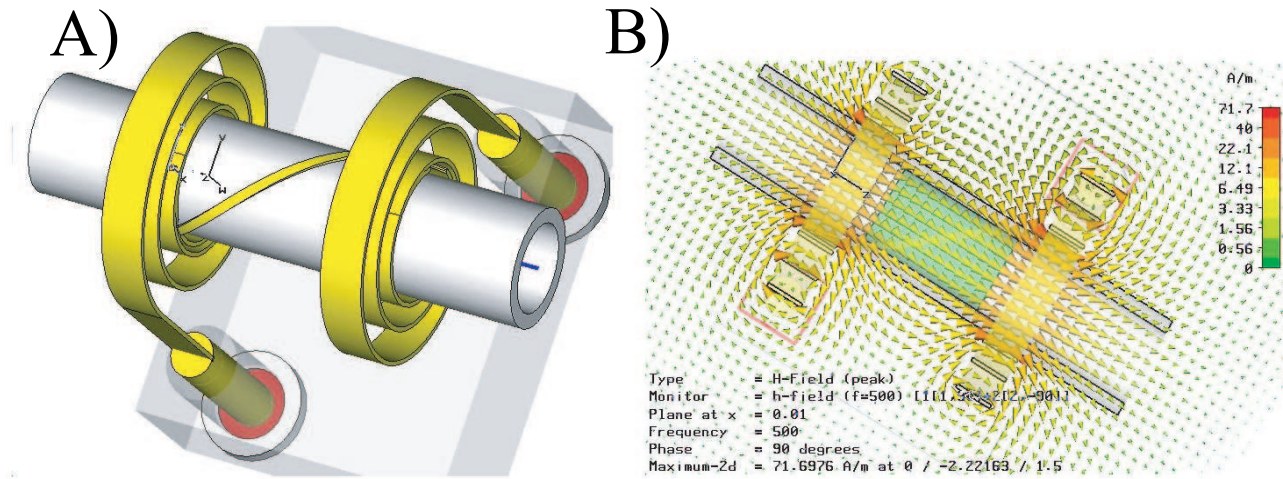 A)
B)
A/m
71.7
40
22.1
12.1
6.49
3.33
1.56
0.56
0
Type = H-Field (peak)
Monitor = h-field (f=500)
Plane at x = 0.01
Frequency = 500
Phase = 90 degrees
Maximum-2d = 71.6976 A/m at 0 / -2.22163 / 1.5